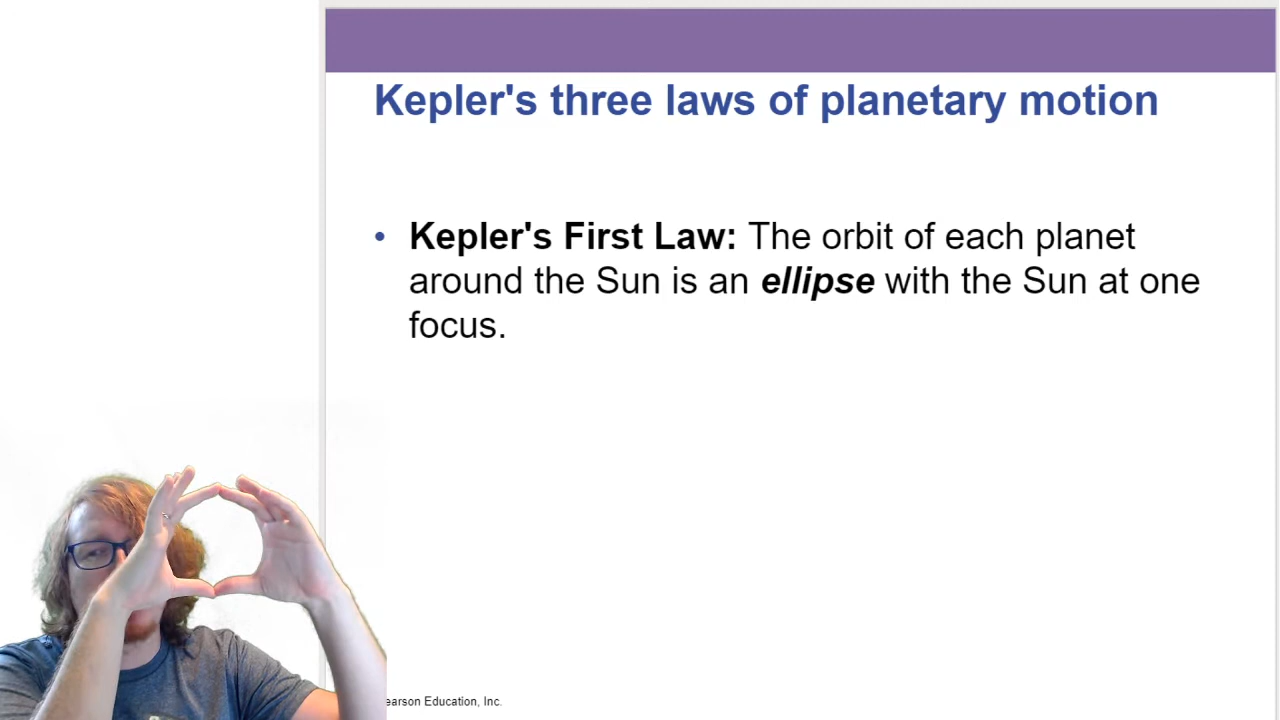 Kepler's three laws of planetary motion
• Kepler's First Law: The orbit of each planet
around the Sun is an ellipse with the Sun at one
focus.
earson Education, Inc.